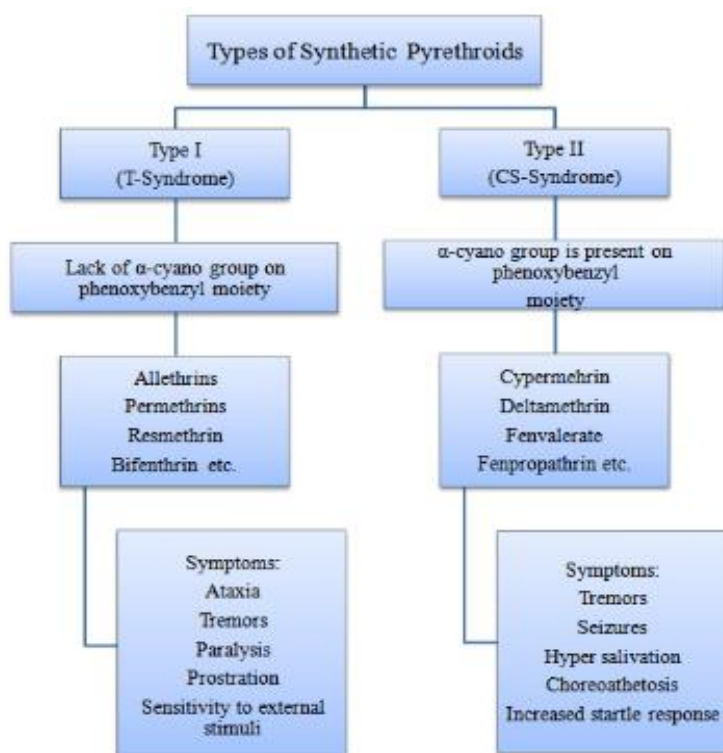 Types of Synthetic Pyrethroids
Type I
(T-Syndrome)
Type II
(CS-Syndrome)
Lack of α-cyano group on
phenoxybenzyl moiety
α-cyano group is present on
phenoxybenzyl
moiety
Allethrins
Permethrins
Resmethrin
Bifenthrin etc.
Cypermehrin
Deltamethrin
Fenvalerate
Fenpropathrin etc.
Symptoms:
Ataxia
Tremors
Paralysis
Prostration
Sensitivity to external
stimuli
Symptoms:
Tremors
Seizures
Hyper salivation
Choreoathetosis
Increased startle response